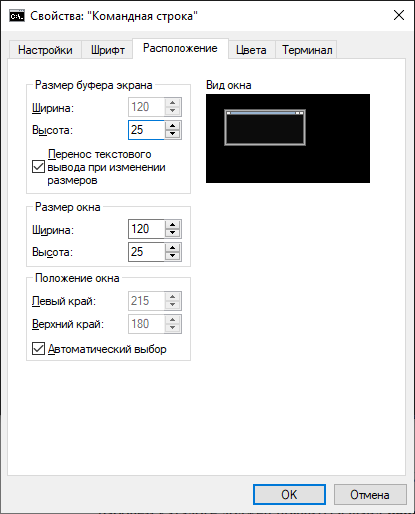 Свойства: "Командная строка"
Настройки Шрифт Расположение Цвета Терминал
Размер буфера экрана
Ширина: 120
Высота: 25
Перенос текстового
вывода при изменении
размеров
Размер окна
Ширина: 120
Высота: 25
Положение окна
Левый край: 215
Верхний край: 180
Автоматический выбор
Вид окна
OK Отмена